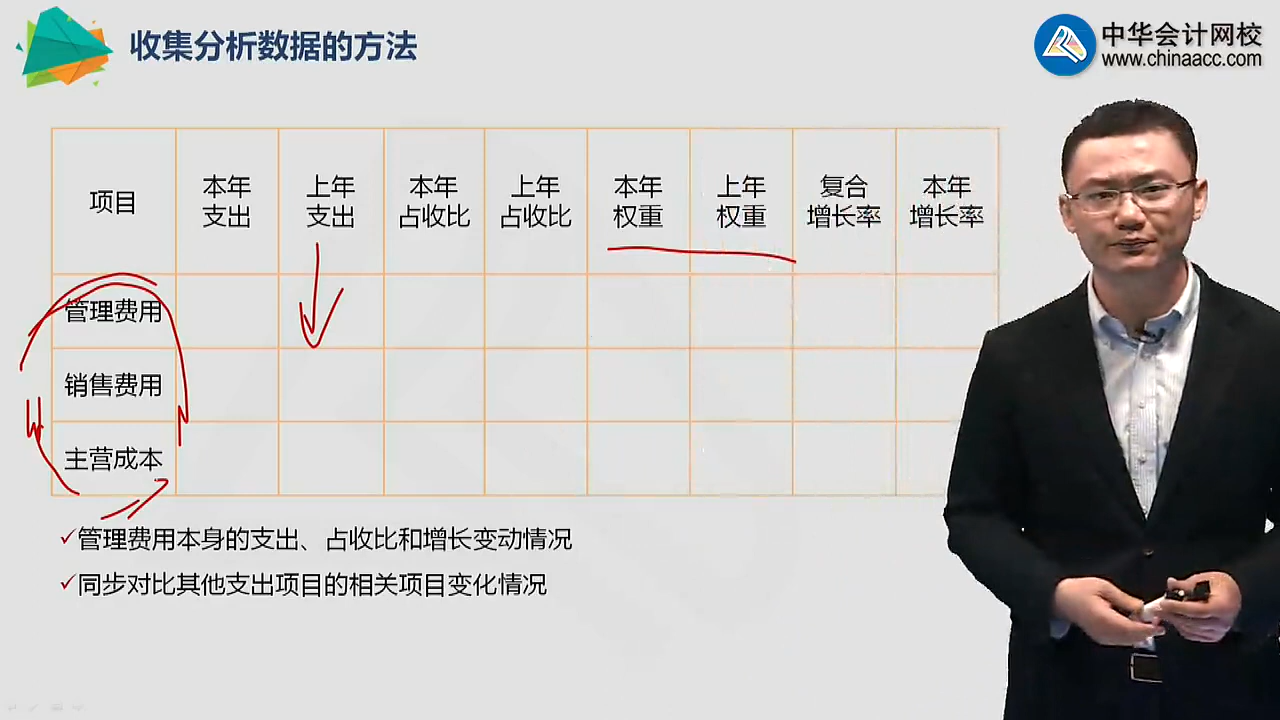 收集分析数据的方法
中华会计网校
www.chinaacc.com
项目
本年
支出
上年
支出
本年
占收比
上年
占收比
本年
权重
上年
权重
复合
增长率
本年
增长率
管理费用
销售费用
主营成本
管理费用本身的支出、占收比和增长变动情况
同步对比其他支出项目的相关项目变化情况